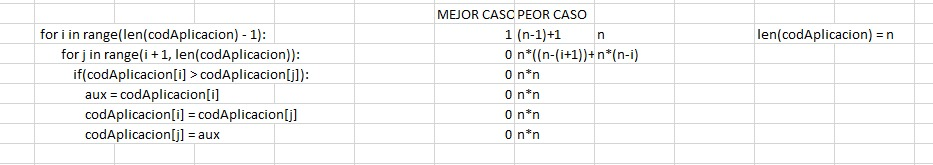 MEJOR CASO PEOR CASO
for i in range(len(codAplicacion) - 1): 1 (n-1)+1 n len(codAplicacion) = n
for j in range(i + 1, len(codAplicacion)): 0 n*((n-(i+1))+ n*(n-i)
if(codAplicacion[i] > codAplicacion[j]): 0 n*n
aux = codAplicacion[i] 0 n*n
codAplicacion[i] = codAplicacion[j] 0 n*n
codAplicacion[j] = aux 0 n*n